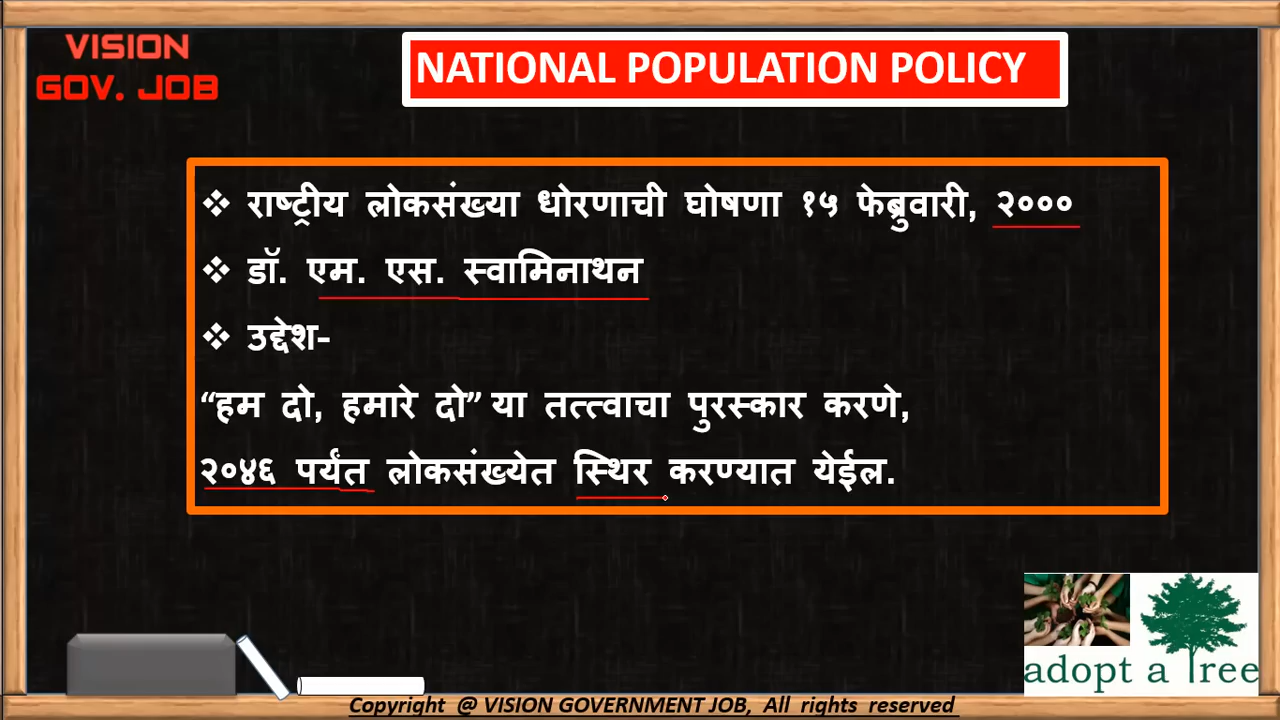 VISION
GOV. JOB
NATIONAL POPULATION POLICY
❖ राष्ट्रीय लोकसंख्या धोरणाची घोषणा १५ फेब्रुवारी, २०००
❖ डॉ. एम. एस. स्वामिनाथन
❖ उद्देश-
“हम दो, हमारे दो” या तत्त्वाचा पुरस्कार करणे,
२०४६ पर्यंत लोकसंख्येत स्थिर करण्यात येईल.
adopt a Tree
Copyright @ VISION GOVERNMENT JOB, All rights reserved